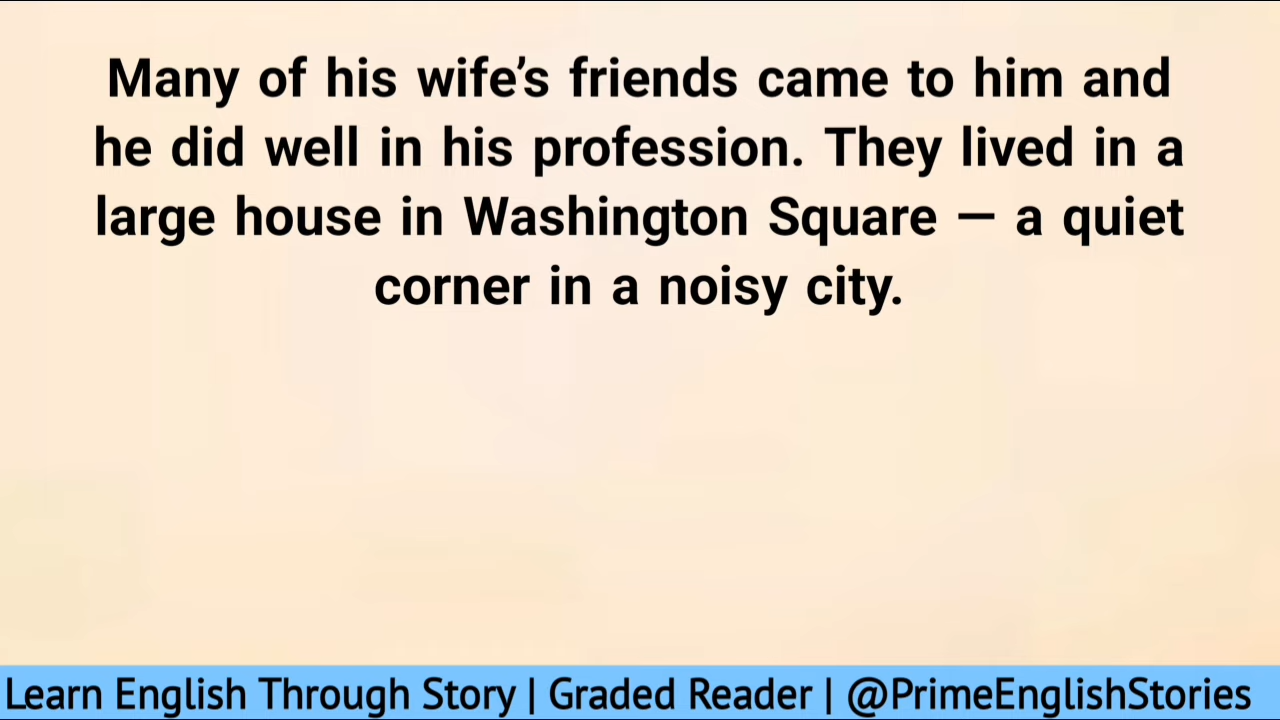 Many of his wife’s friends came to him and
he did well in his profession. They lived in a
large house in Washington Square — a quiet
corner in a noisy city.
Learn English Through Story | Graded Reader | @PrimeEnglishStories